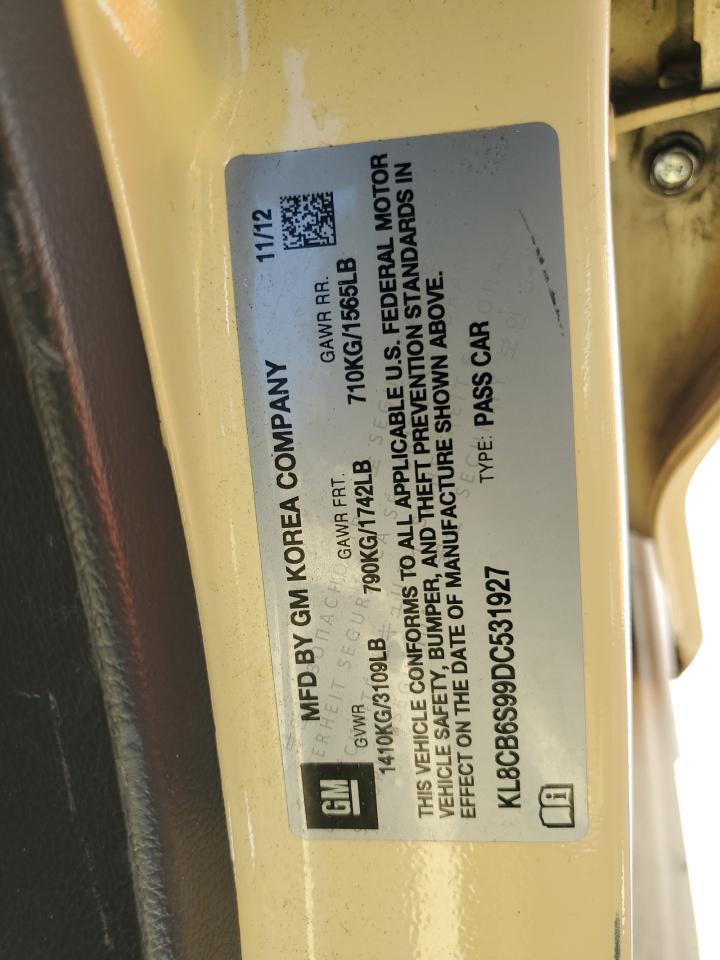 GM
MFD BY GM KOREA COMPANY
11/12
GVWR
GAWR FRT.
GAWR RR.
1410KG/3109LB
790KG/1742LB
710KG/1565LB
THIS VEHICLE CONFORMS TO ALL APPLICABLE U.S. FEDERAL MOTOR
VEHICLE SAFETY, BUMPER, AND THEFT PREVENTION STANDARDS IN
EFFECT ON THE DATE OF MANUFACTURE SHOWN ABOVE.
KL8CB6S99DC531927
TYPE: PASS CAR